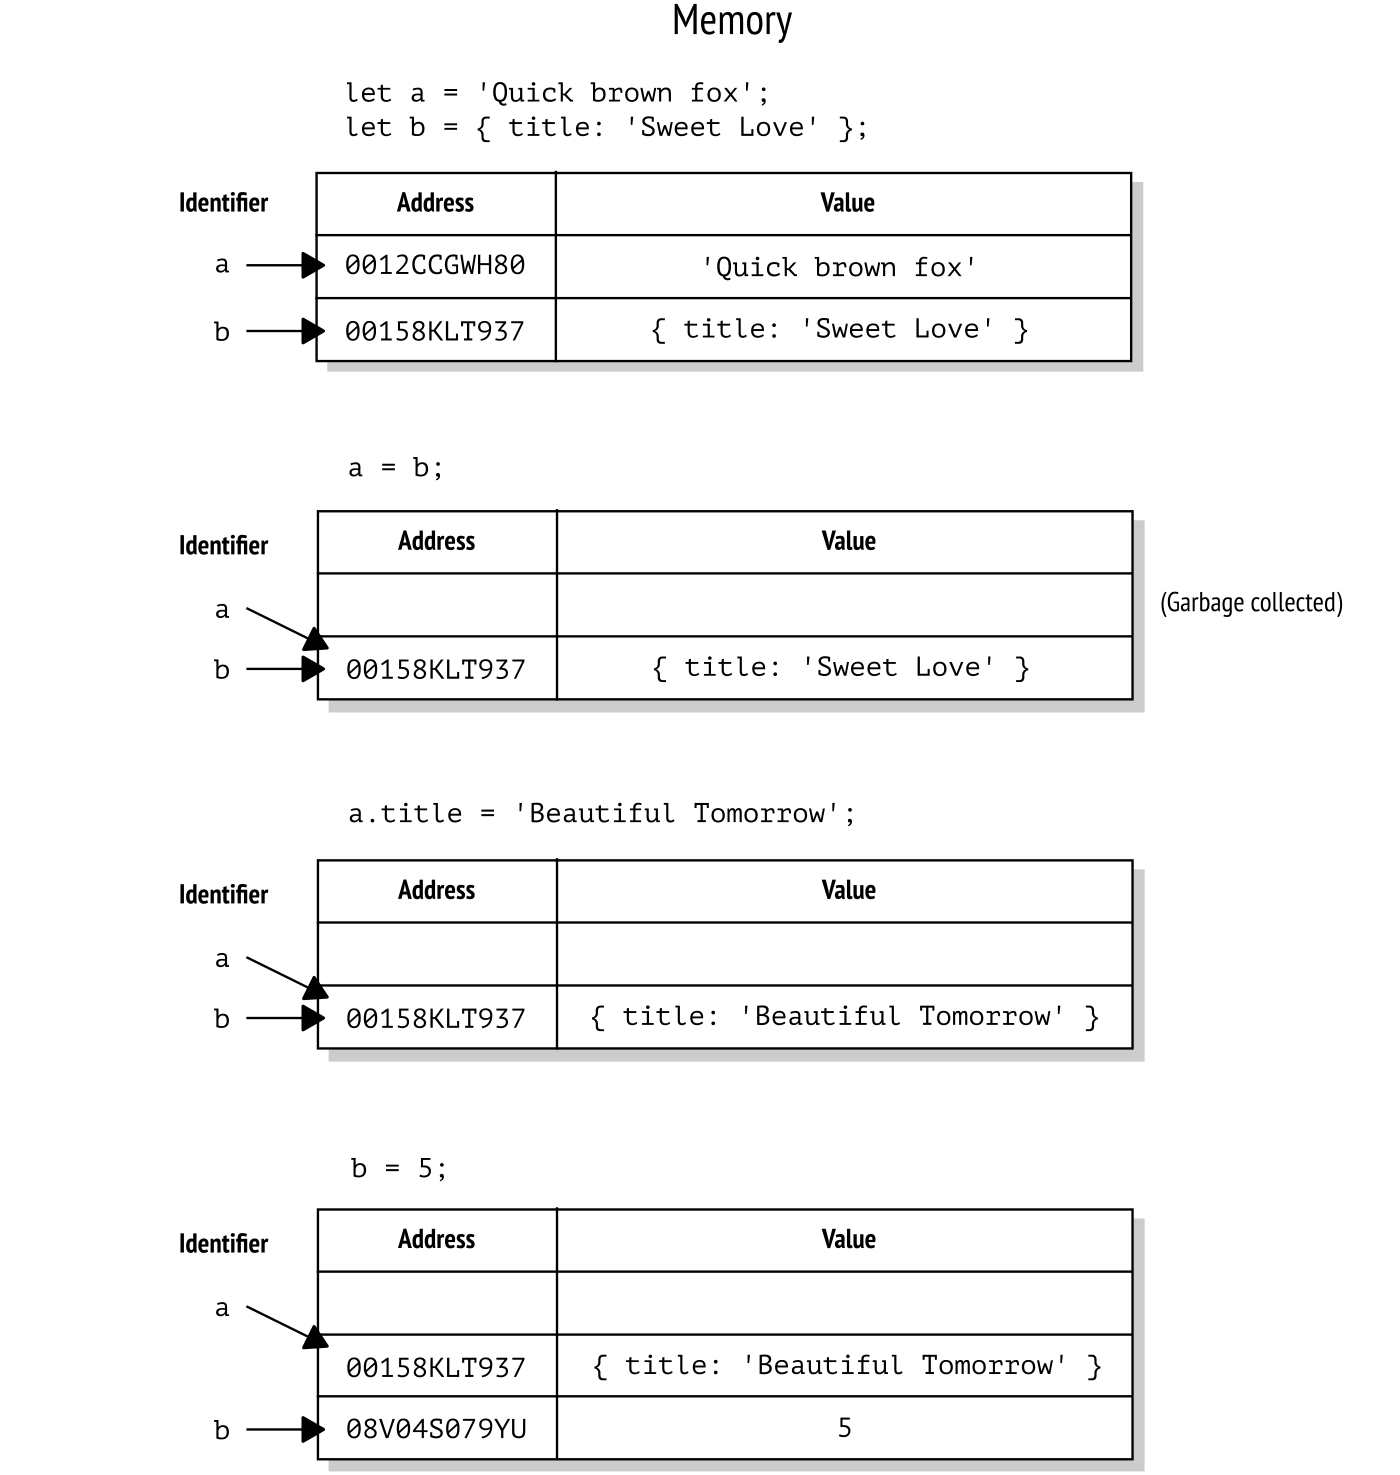 Memory
let a = 'Quick brown fox';
let b = { title: 'Sweet Love' };
Identifier Address Value
a 0012CCGWH80 'Quick brown fox'
b 00158KLT937 { title: 'Sweet Love' }
a = b;
Identifier Address Value
a (Garbage collected)
b 00158KLT937 { title: 'Sweet Love' }
a.title = 'Beautiful Tomorrow';
Identifier Address Value
a
b 00158KLT937 { title: 'Beautiful Tomorrow' }
b = 5;
Identifier Address Value
a
00158KLT937 { title: 'Beautiful Tomorrow' }
b 08V04S079YU 5